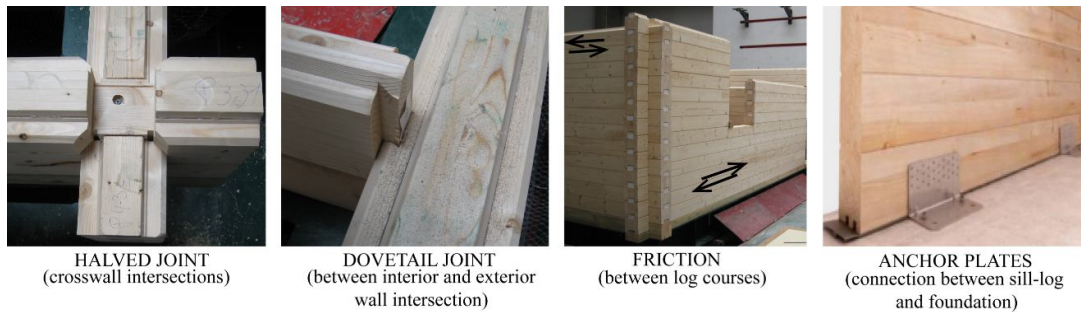 HALVED JOINT
(crosswall intersections)
DOVETAIL JOINT
(between interior and exterior
wall intersection)
FRICTION
(between log courses)
ANCHOR PLATES
(connection between sill-log
and foundation)